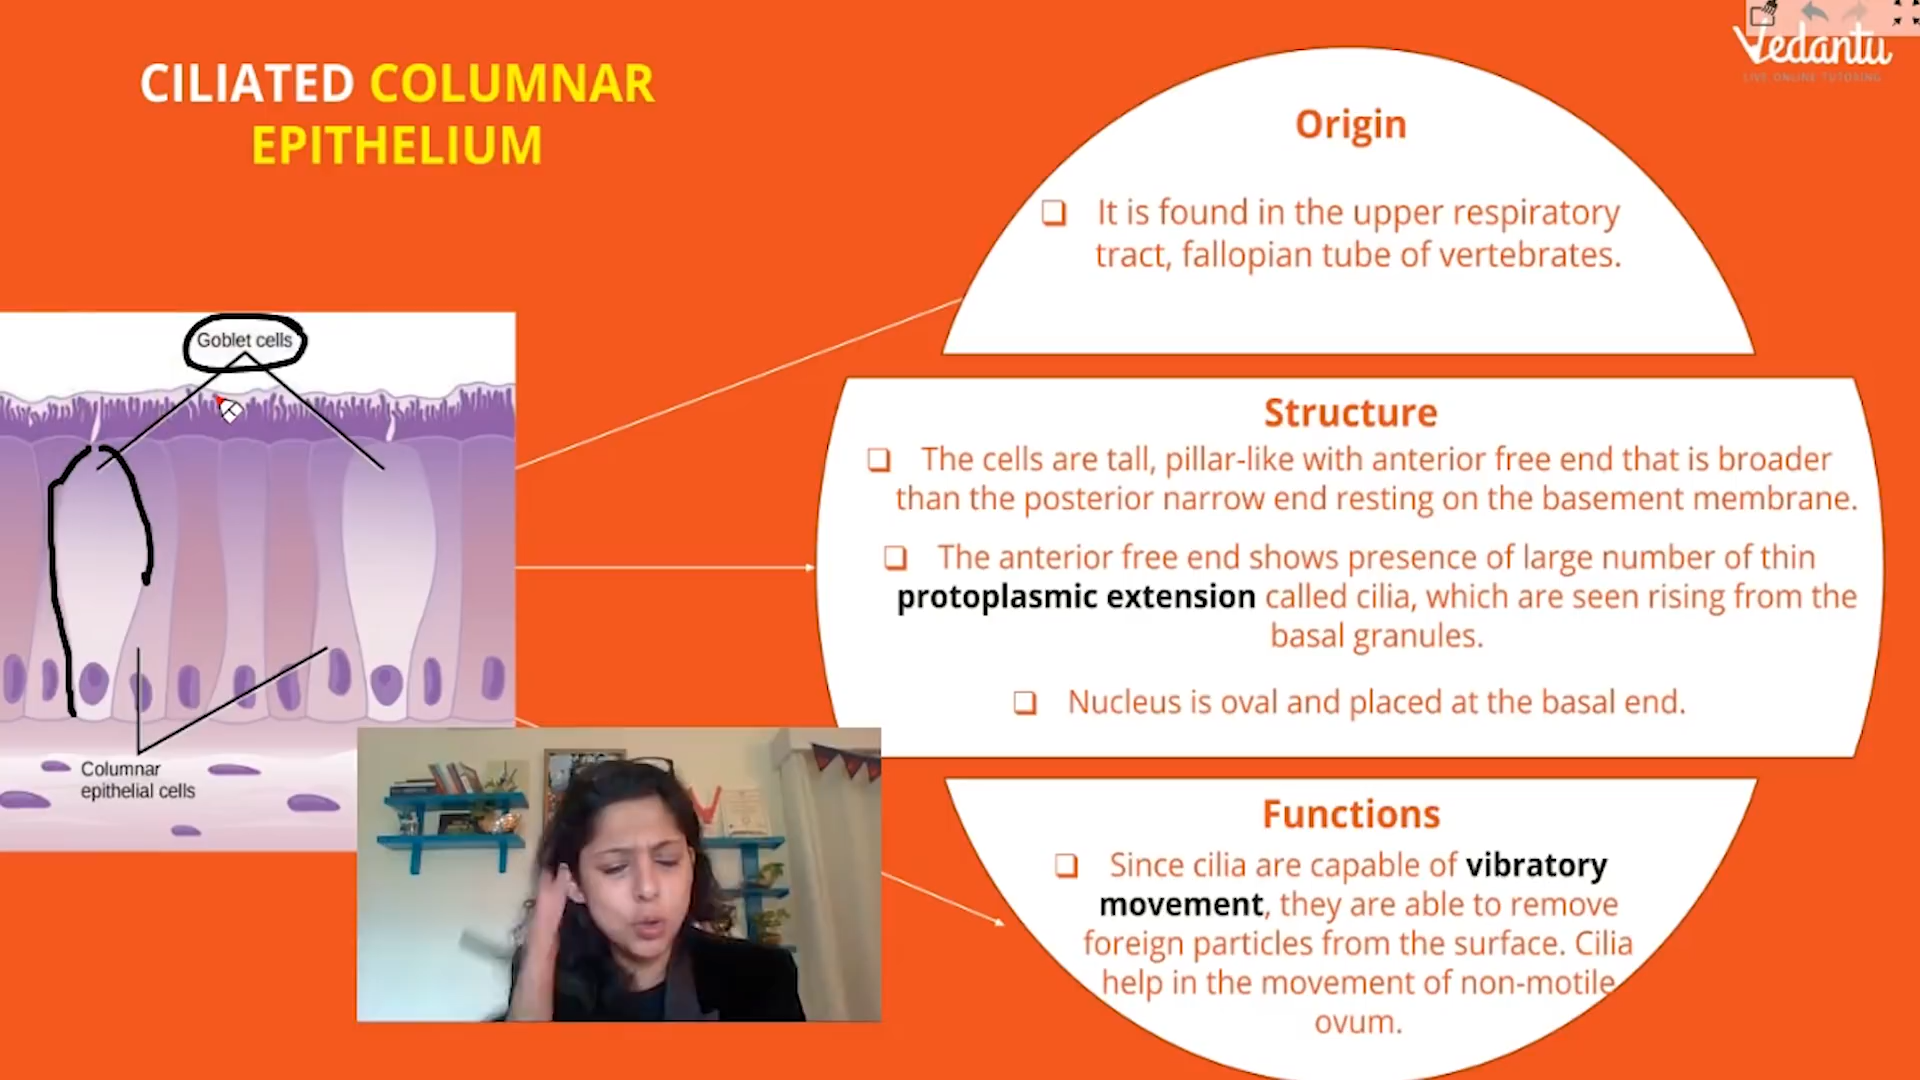 CILIATED COLUMNAR
EPITHELIUM
Vedantu
LIVE ONLINE TUTORING
Origin
❑ It is found in the upper respiratory
tract, fallopian tube of vertebrates.
Goblet cells
Columnar
epithelial cells
Structure
❑ The cells are tall, pillar-like with anterior free end that is broader
than the posterior narrow end resting on the basement membrane.
❑ The anterior free end shows presence of large number of thin
protoplasmic extension called cilia, which are seen rising from the
basal granules.
❑ Nucleus is oval and placed at the basal end.
Functions
❑ Since cilia are capable of vibratory
movement, they are able to remove
foreign particles from the surface. Cilia
help in the movement of non-motile
ovum.